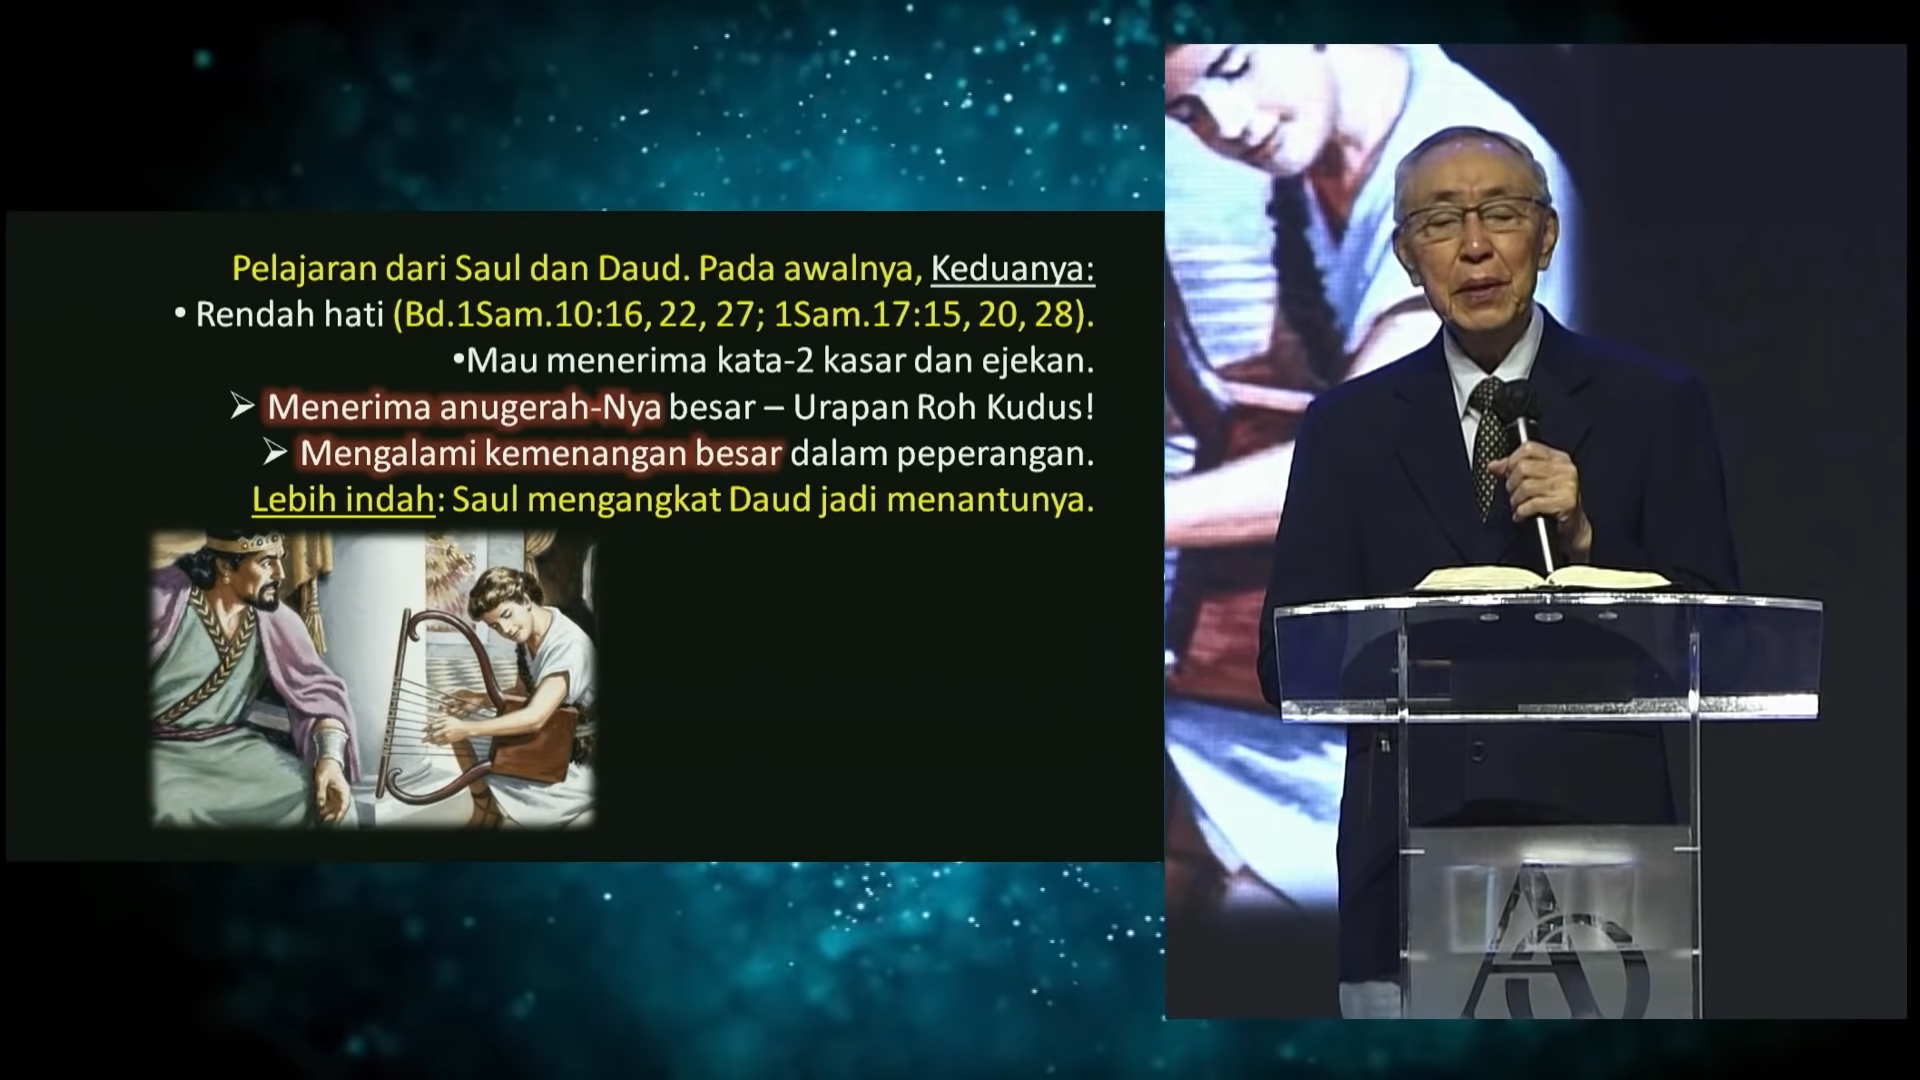 Pelajaran dari Saul dan Daud. Pada awalnya, Keduanya:
• Rendah hati (Bd.1Sam.10:16, 22, 27; 1Sam.17:15, 20, 28).
•Mau menerima kata-2 kasar dan ejekan.
➢ Menerima anugerah-Nya besar – Urapan Roh Kudus!
➢ Mengalami kemenangan besar dalam peperangan.
Lebih indah: Saul mengangkat Daud jadi menantunya.